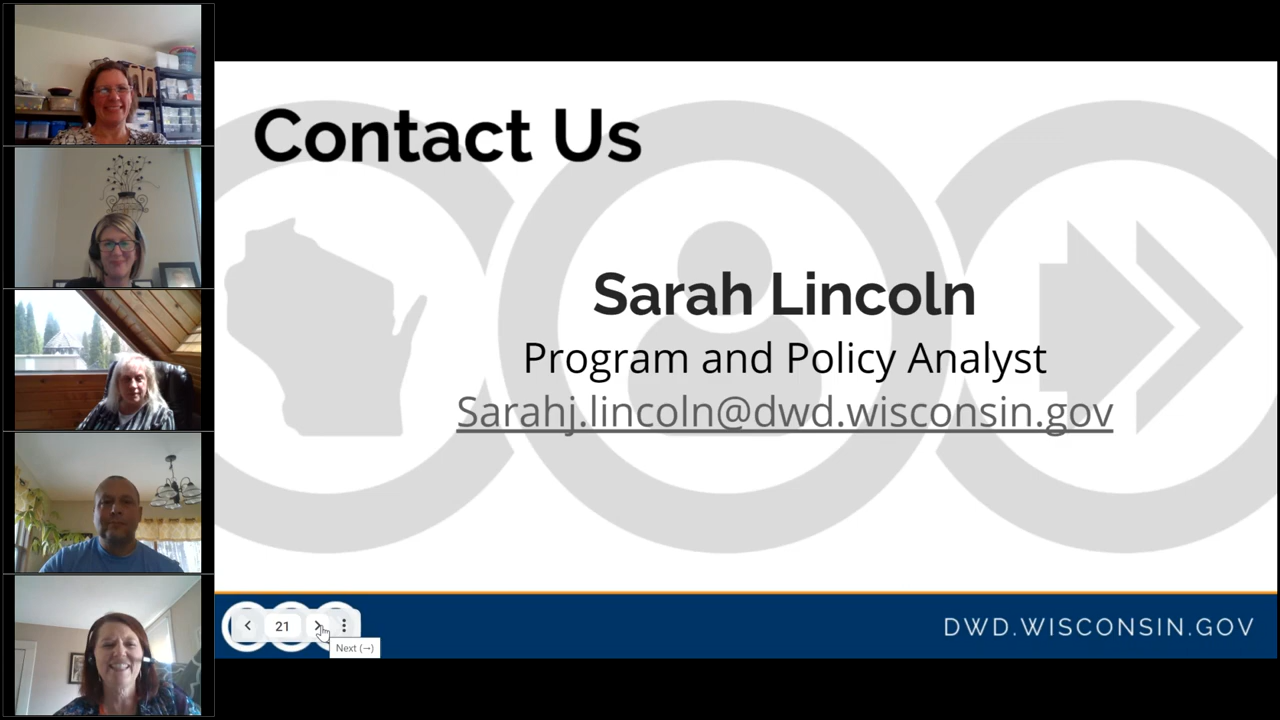 Contact Us
Sarah Lincoln
Program and Policy Analyst
Sarahj.lincoln@dwd.wisconsin.gov
21
Next (→)
DWD.WISCONSIN.GOV